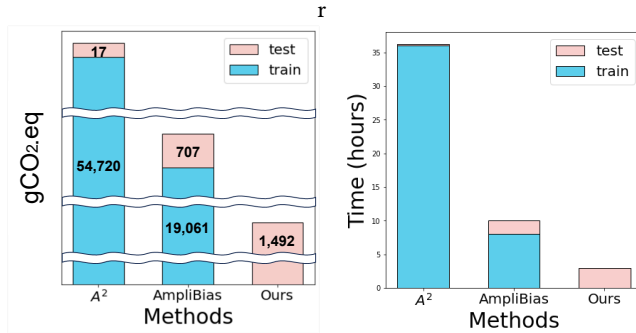 r
gCO₂.eq
17
54,720
707
19,061
1,492
test
train
A²
AmpliBias
Ours
Methods
Time (hours)
35
30
25
20
15
10
5
0
test
train
A²
AmpliBias
Ours
Methods